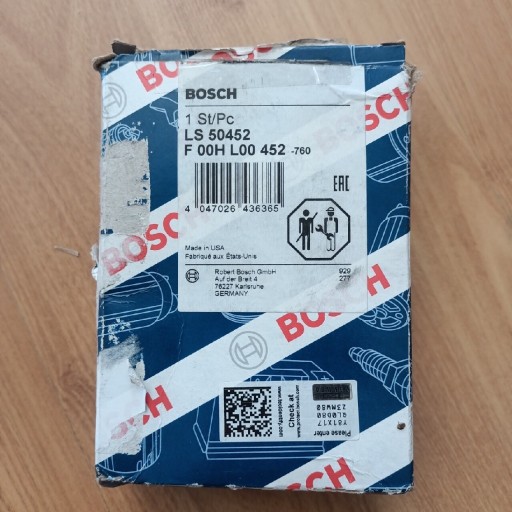 BOSCH
BOSCH
BOSCH
1 St/Pc
LS 50452
F 00H L00 452 -760
4 047026 436365
EAC
Made in USA
Fabriqué aux États-Unis
Robert Bosch GmbH
Auf der Breit 4
76227 Karlsruhe
GERMANY
929
277
BOSCH
BOSCH
BOSCH
Check at
Please enter